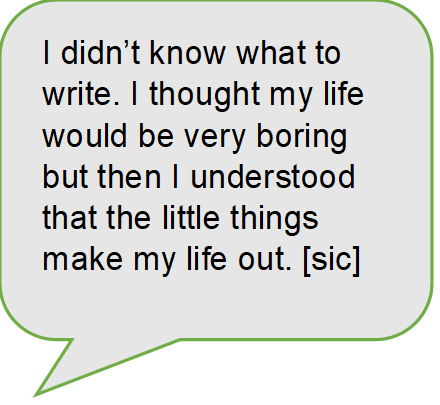 I didn’t know what to
write. I thought my life
would be very boring
but then I understood
that the little things
make my life out. [sic]